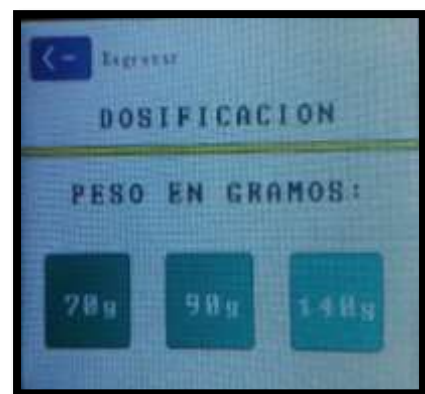 <- Regresar
DOSIFICACION
PESO EN GRAMOS:
70g 90g 140g